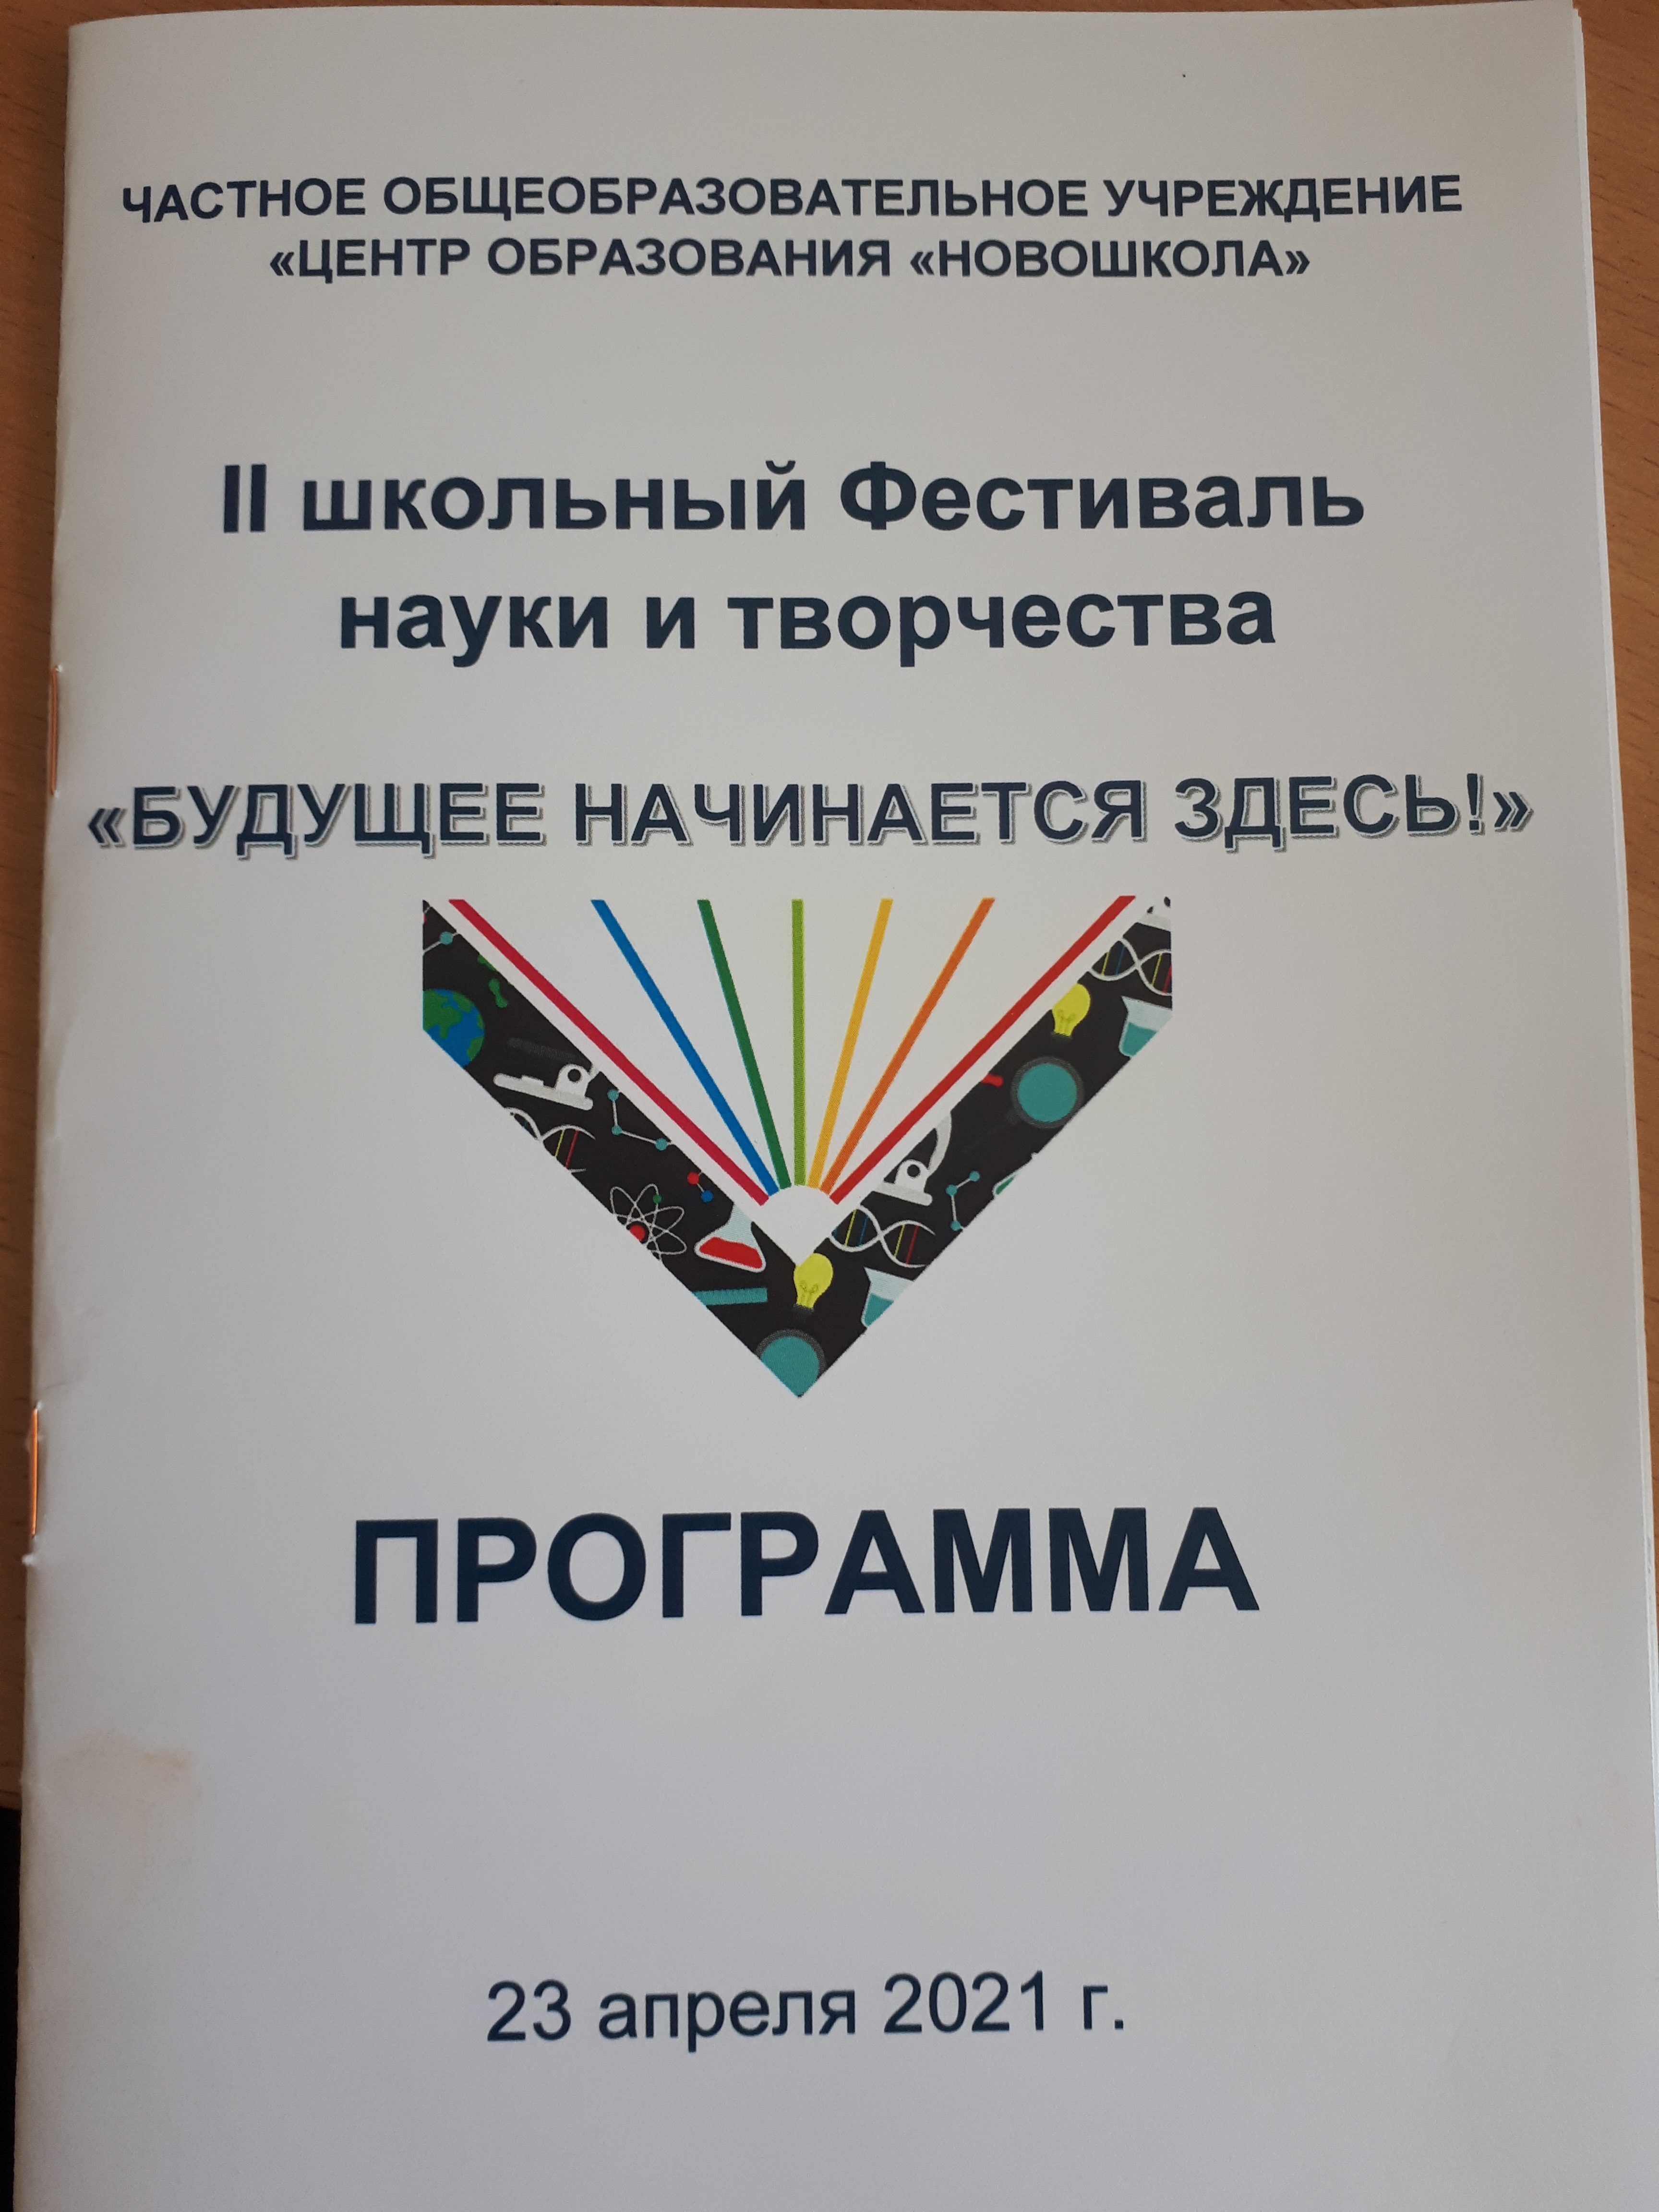 ЧАСТНОЕ ОБЩЕОБРАЗОВАТЕЛЬНОЕ УЧРЕЖДЕНИЕ
«ЦЕНТР ОБРАЗОВАНИЯ «НОВОШКОЛА»
II школьный Фестиваль
науки и творчества
«БУДУЩЕЕ НАЧИНАЕТСЯ ЗДЕСЬ!»
ПРОГРАММА
23 апреля 2021 г.